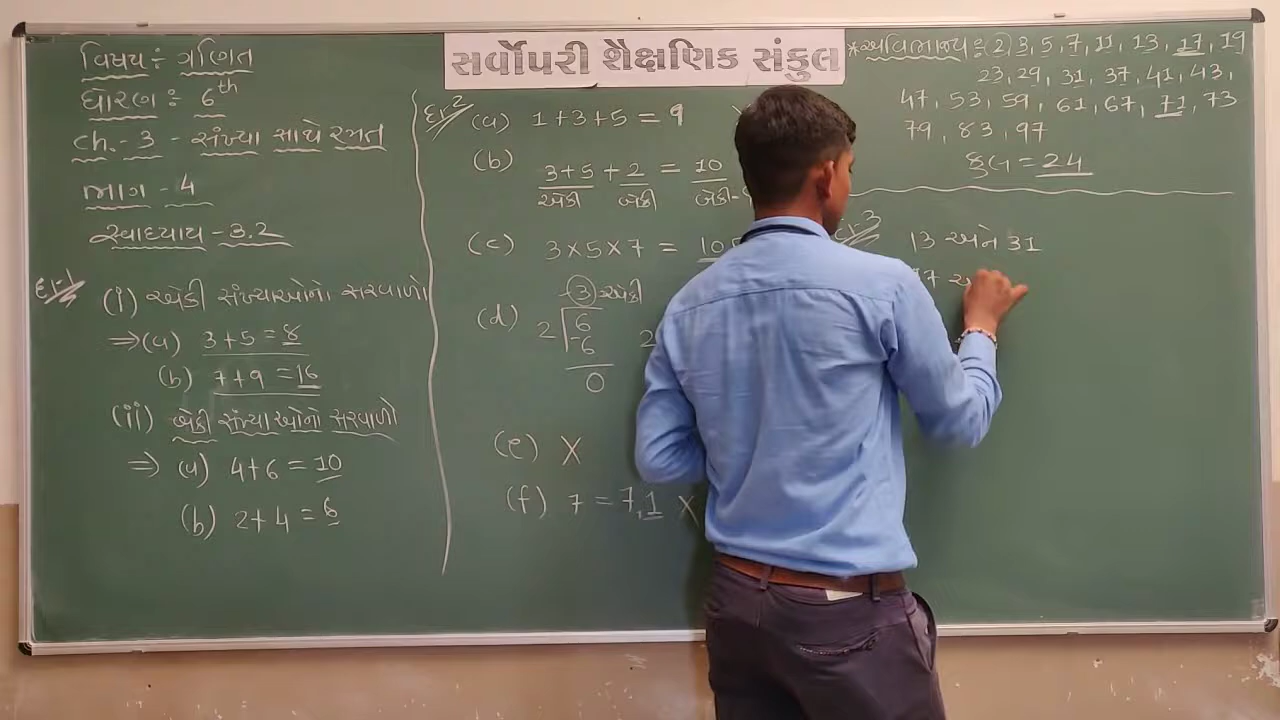 સર્વોપરી શૈક્ષણિક સંકુલ
વિષય : ગણિત
ધોરણ : 6th
ch.- 3 - સંખ્યા સાથે રમત
ભાગ - 4
સ્વાધ્યાય - 3.2
દા-1
(i) એકી સંખ્યાઓનો સરવાળો
⇒ (a) 3+5 = 8
(b) 7+9 = 16
(ii) બેકી સંખ્યાઓનો સરવાળો
⇒ (a) 4+6 = 10
(b) 2+4 = 6
દા-2
(a) 1+3+5 = 9
(b) 3+5 + 2 = 10
એકી બેકી બેકી
(c) 3×5×7 = 105
3 એકી
(d) 2 6 2
-6
0
(e) X
(f) 7 = 7,1 X
* અવિભાજ્ય : 2 3, 5, 7, 11, 13, 17, 19
23, 29, 31, 37, 41, 43,
47, 53, 59, 61, 67, 71, 73
79, 83, 97
કુલ = 24
દા-3
13 અને 31
17 અ